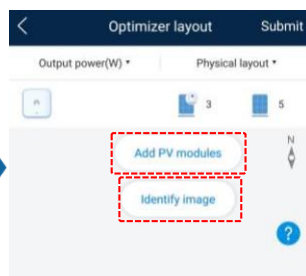 Optimizer layout Submit
Output power(W) Physical layout
3 5
Add PV modules
N
Identify image
?